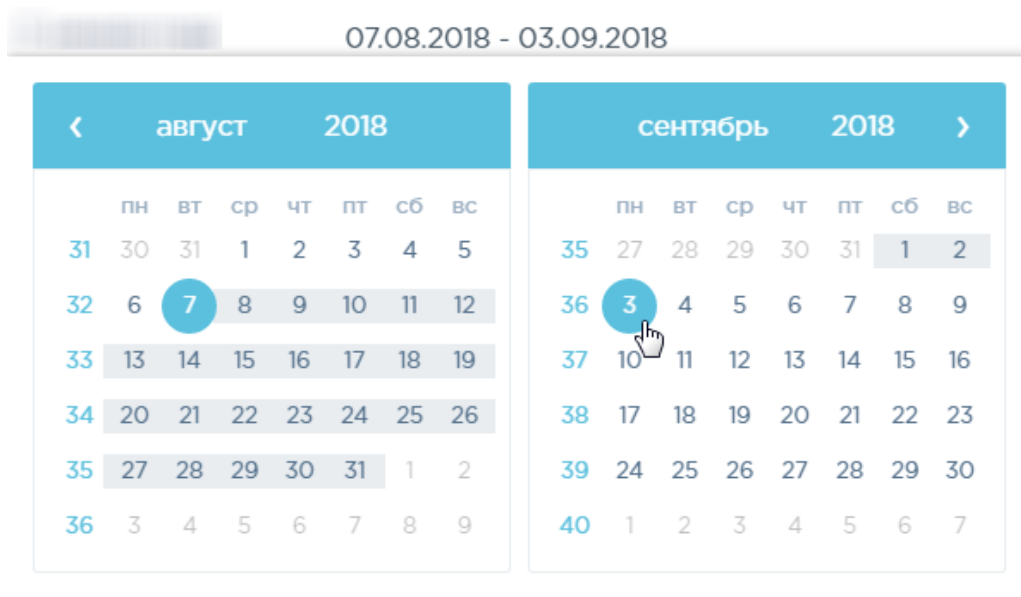 07.08.2018 - 03.09.2018
август 2018
пн вт ср чт пт сб вс
31 30 31 1 2 3 4 5
32 6 7 8 9 10 11 12
33 13 14 15 16 17 18 19
34 20 21 22 23 24 25 26
35 27 28 29 30 31 1 2
36 3 4 5 6 7 8 9
сентябрь 2018
пн вт ср чт пт сб вс
35 27 28 29 30 31 1 2
36 3 4 5 6 7 8 9
37 10 11 12 13 14 15 16
38 17 18 19 20 21 22 23
39 24 25 26 27 28 29 30
40 1 2 3 4 5 6 7